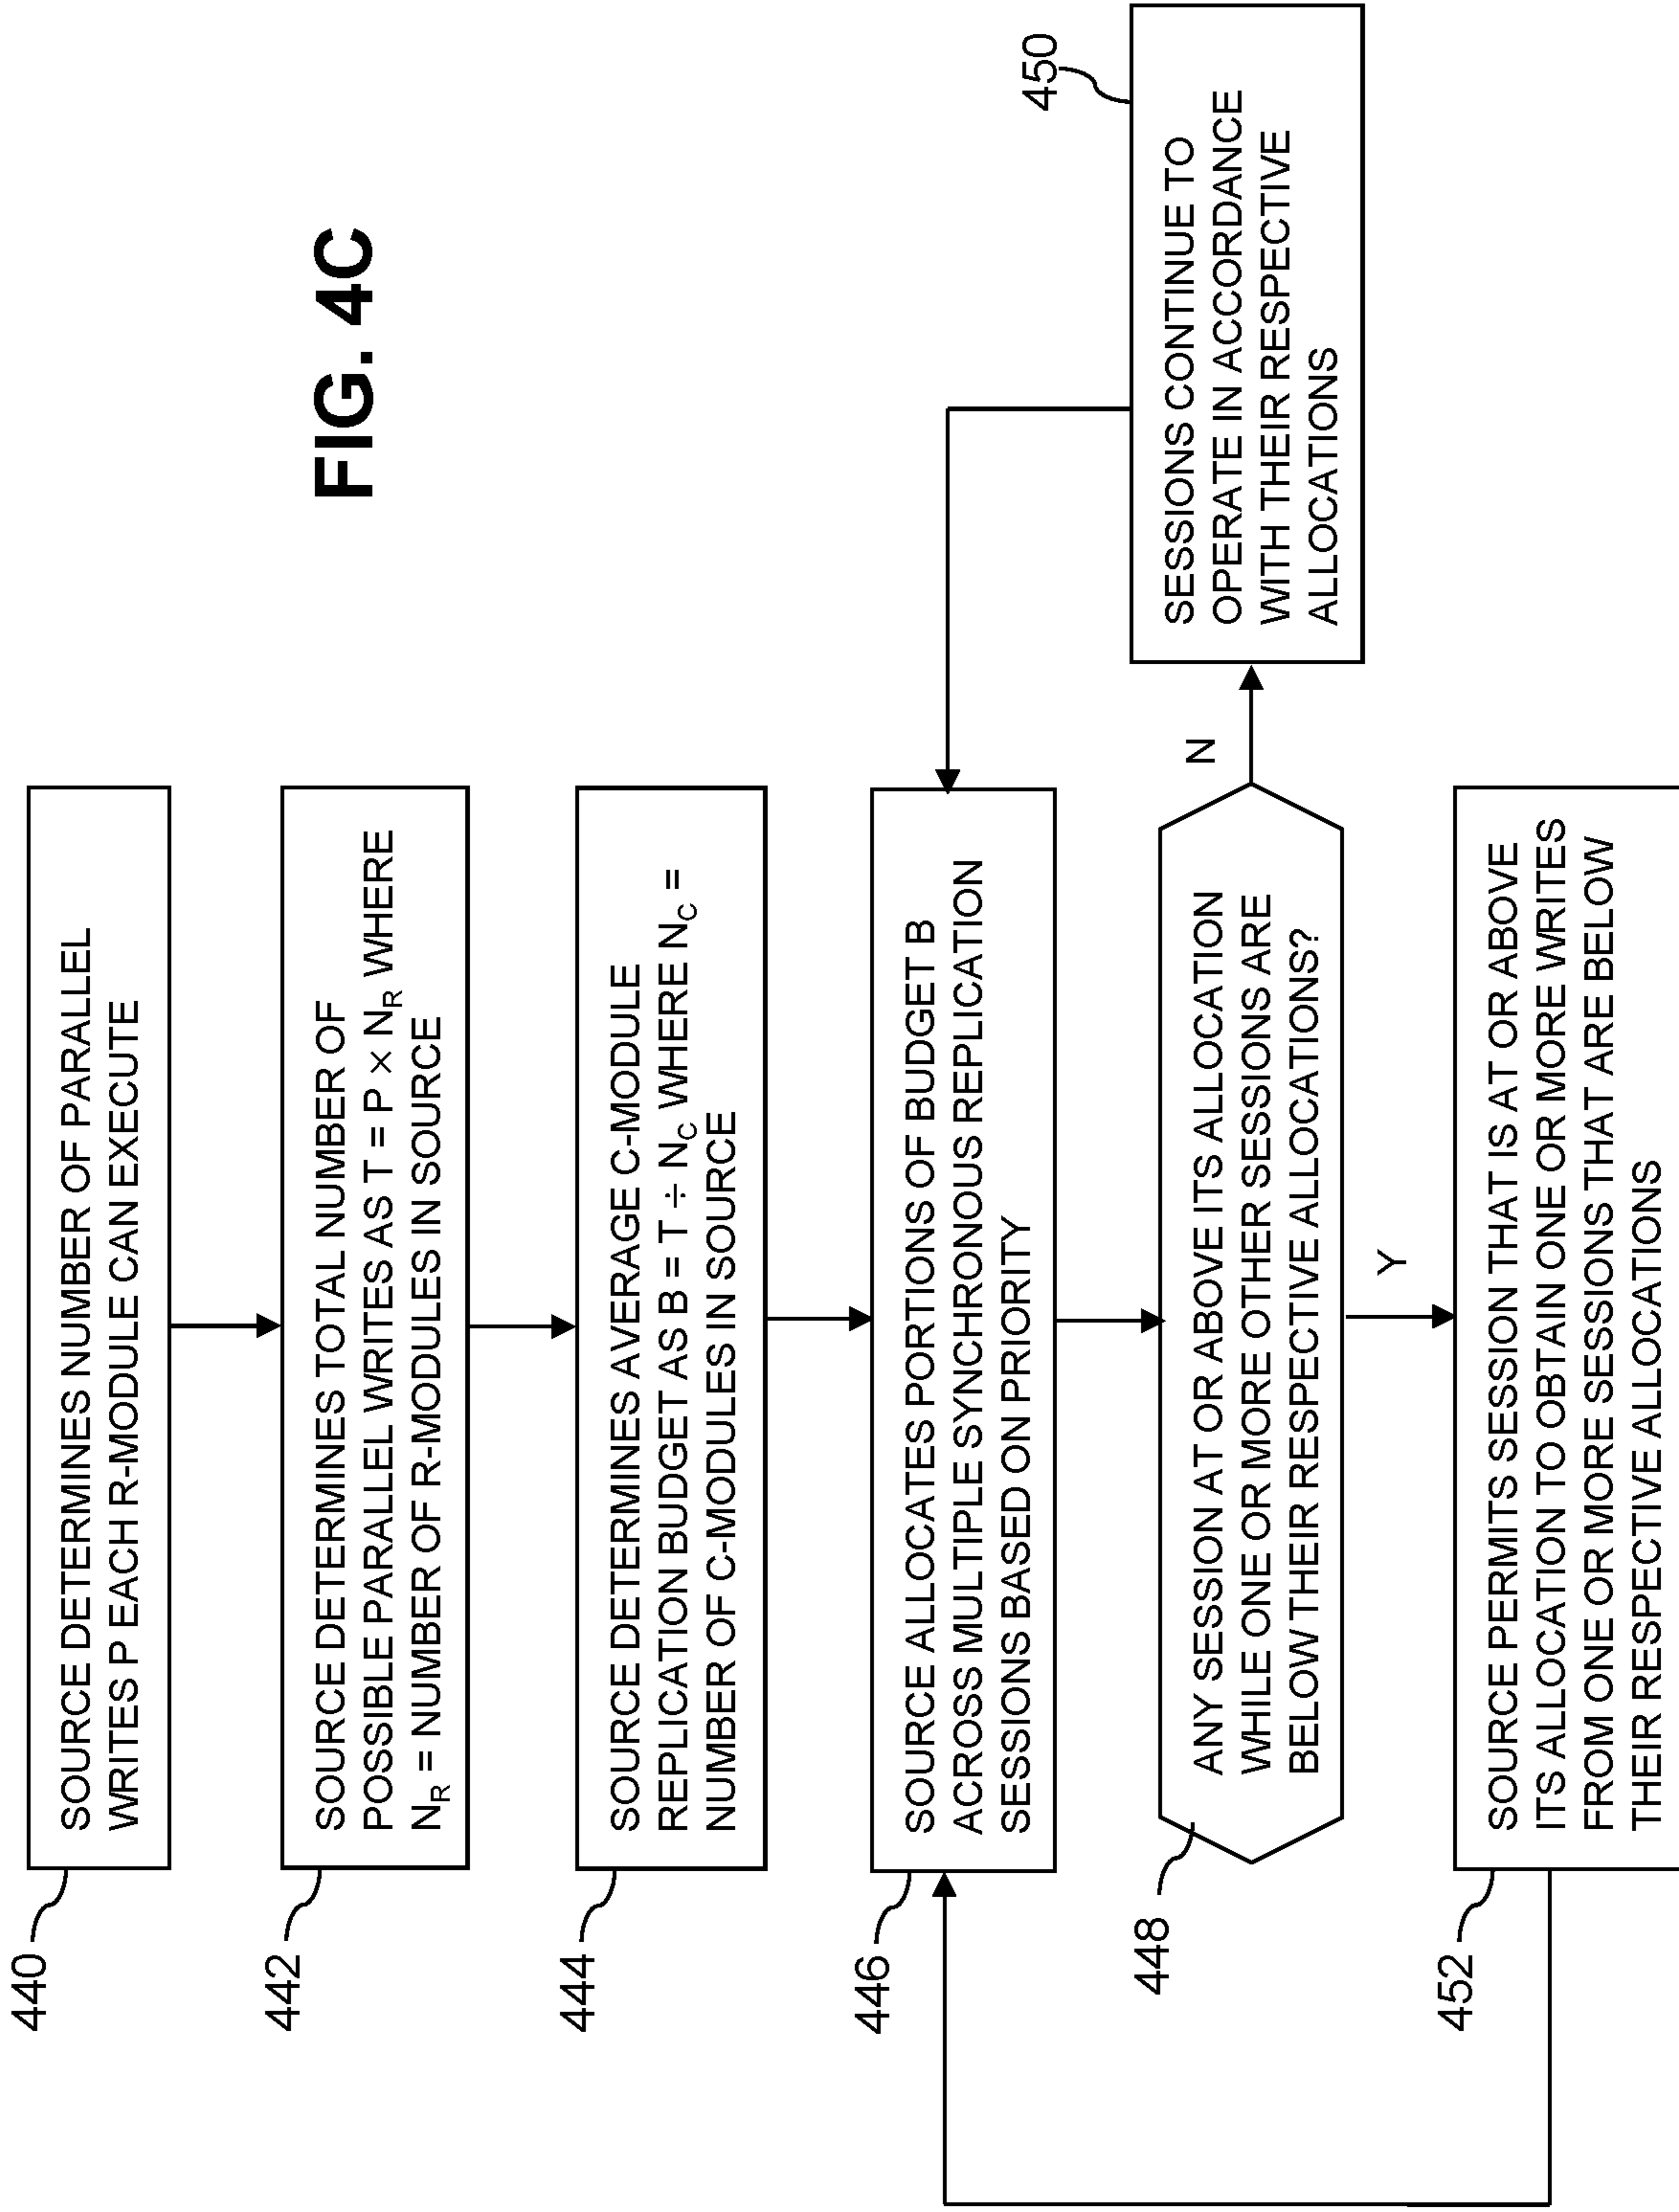 FIG. 4C
440
SOURCE DETERMINES NUMBER OF PARALLEL
WRITES P EACH R-MODULE CAN EXECUTE
442
SOURCE DETERMINES TOTAL NUMBER OF
POSSIBLE PARALLEL WRITES AS T = P × N_R WHERE
N_R = NUMBER OF R-MODULES IN SOURCE
444
SOURCE DETERMINES AVERAGE C-MODULE
REPLICATION BUDGET AS B = T ÷ N_C WHERE N_C =
NUMBER OF C-MODULES IN SOURCE
446
SOURCE ALLOCATES PORTIONS OF BUDGET B
ACROSS MULTIPLE SYNCHRONOUS REPLICATION
SESSIONS BASED ON PRIORITY
448
ANY SESSION AT OR ABOVE ITS ALLOCATION
WHILE ONE OR MORE OTHER SESSIONS ARE
BELOW THEIR RESPECTIVE ALLOCATIONS?
N
450
SESSIONS CONTINUE TO
OPERATE IN ACCORDANCE
WITH THEIR RESPECTIVE
ALLOCATIONS
Y
452
SOURCE PERMITS SESSION THAT IS AT OR ABOVE
ITS ALLOCATION TO OBTAIN ONE OR MORE WRITES
FROM ONE OR MORE SESSIONS THAT ARE BELOW
THEIR RESPECTIVE ALLOCATIONS